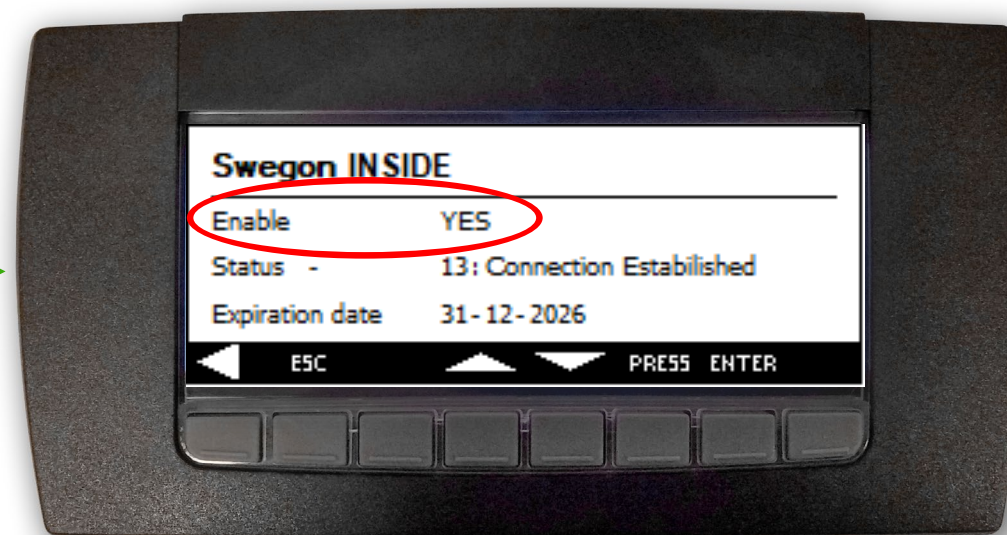 Swegon INSIDE
Enable YES
Status - 13: Connection Estabilished
Expiration date 31-12-2026
ESC PRESS ENTER